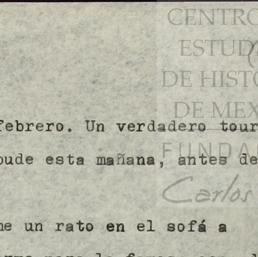 CENTRO
ESTUD
DE HISTO
DE MEX
FUNDA
Carlos
febrero. Un verdadero tour
pude esta mañana, antes de
me un rato en el sofá a